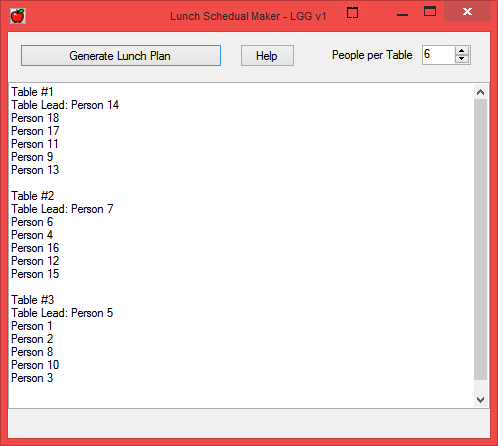 Lunch Schedual Maker - LGG v1
Generate Lunch Plan
Help
People per Table
6
Table #1
Table Lead: Person 14
Person 18
Person 17
Person 11
Person 9
Person 13
Table #2
Table Lead: Person 7
Person 6
Person 4
Person 16
Person 12
Person 15
Table #3
Table Lead: Person 5
Person 1
Person 2
Person 8
Person 10
Person 3